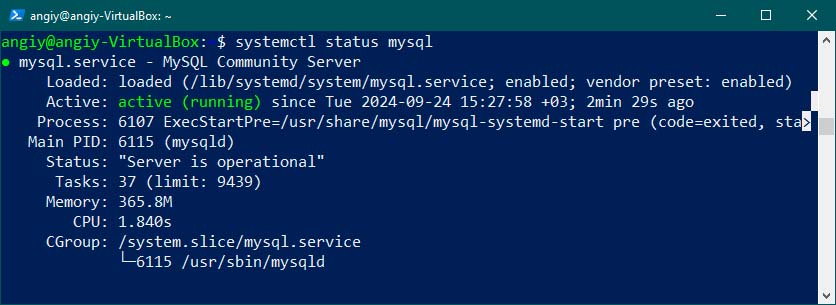 angiy@angiy-VirtualBox: ~
angiy@angiy-VirtualBox: $ systemctl status mysql
● mysql.service - MySQL Community Server
Loaded: loaded (/lib/systemd/system/mysql.service; enabled; vendor preset: enabled)
Active: active (running) since Tue 2024-09-24 15:27:58 +03; 2min 29s ago
Process: 6107 ExecStartPre=/usr/share/mysql/mysql-systemd-start pre (code=exited, sta>
Main PID: 6115 (mysqld)
Status: "Server is operational"
Tasks: 37 (limit: 9439)
Memory: 365.8M
CPU: 1.840s
CGroup: /system.slice/mysql.service
└─6115 /usr/sbin/mysqld